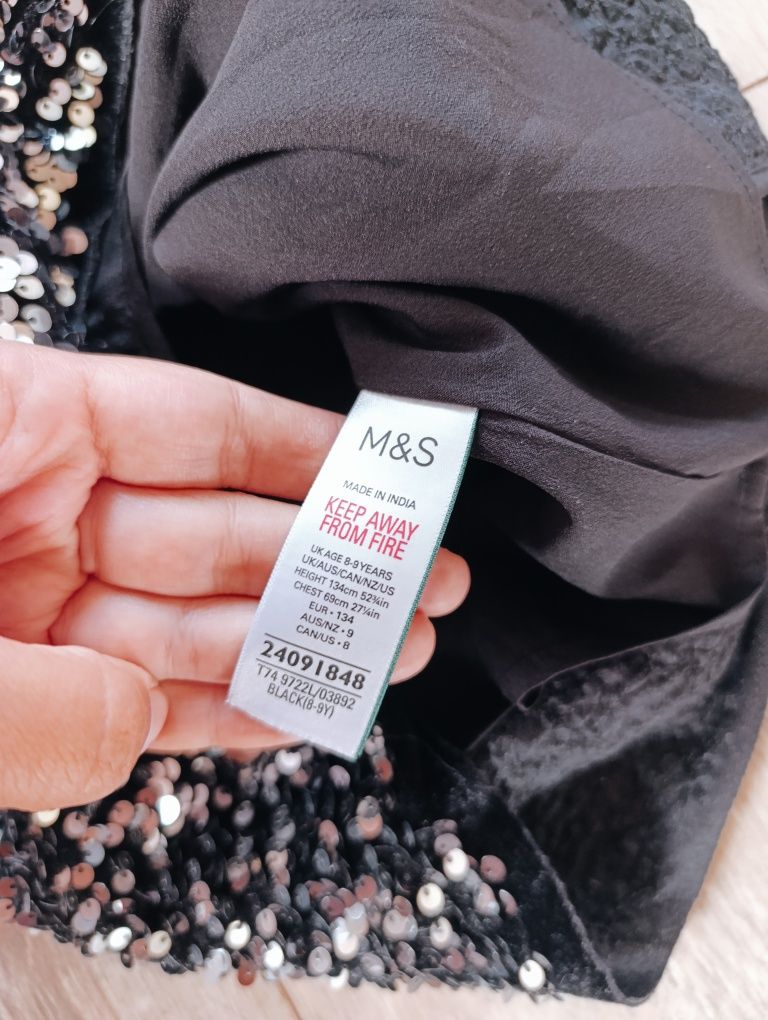 M&S
MADE IN INDIA
KEEP AWAY
FROM FIRE
UK AGE 8-9 YEARS
UK/AUS/CAN/NZ/US
HEIGHT 134cm 52¾in
CHEST 69cm 27¼in
EUR • 134
AUS/NZ • 9
CAN/US • 8
24091848
T74 9722L/03892
BLACK(8-9Y)